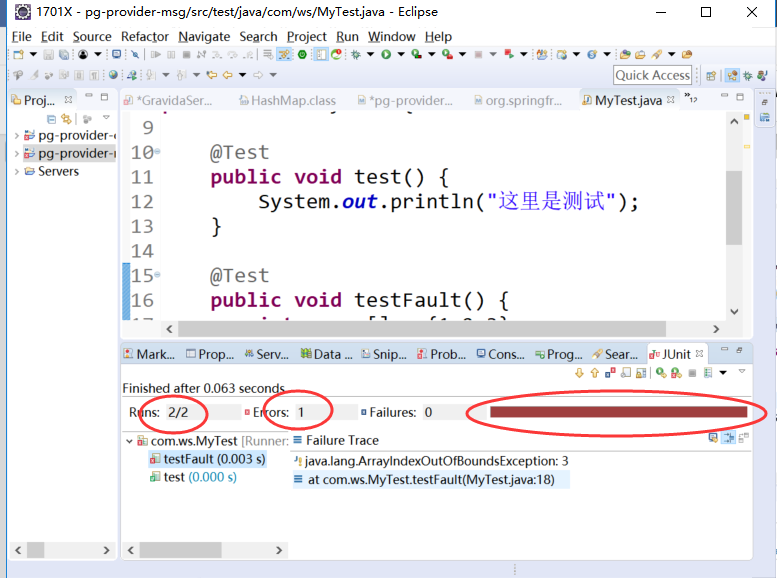 1701X - pg-provider-msg/src/test/java/com/ws/MyTest.java - Eclipse
File Edit Source Refactor Navigate Search Project Run Window Help
Quick Access
Proj...
*GravidaSer... HashMap.class *pg-provider... org.springfr... MyTest.java »12
pg-provider-
pg-provider-
Servers
9
10 @Test
11 public void test() {
12 System.out.println("这里是测试");
13 }
14
15 @Test
16 public void testFault() {
Mark... Prop... Serv... Data ... Snip... Prob... Cons... Prog... Sear... JUnit
Finished after 0.063 seconds
Runs: 2/2 Errors: 1 Failures: 0
com.ws.MyTest [Runner:
testFault (0.003 s)
test (0.000 s)
Failure Trace
java.lang.ArrayIndexOutOfBoundsException: 3
at com.ws.MyTest.testFault(MyTest.java:18)